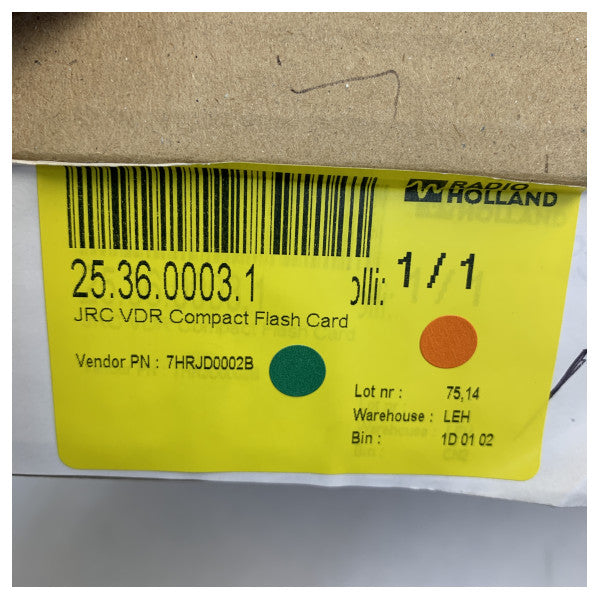 RADIO
HOLLAND
25.36.0003.1
olli: 1 / 1
JRC VDR Compact Flash Card
Vendor PN : 7HRJD0002B
Lot nr : 75,14
Warehouse : LEH
Bin : 1D 01 02